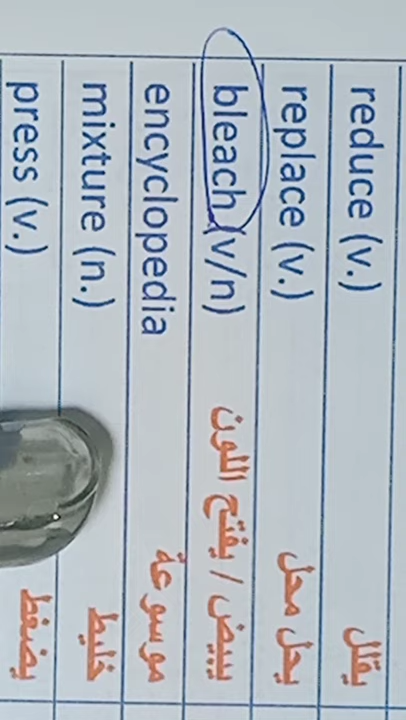 reduce (v.) يقلل
replace (v.) يحل محل
bleach (v/n) يبيض / يفتح اللون
encyclopedia موسوعة
mixture (n.) خليط
press (v.) يضغط